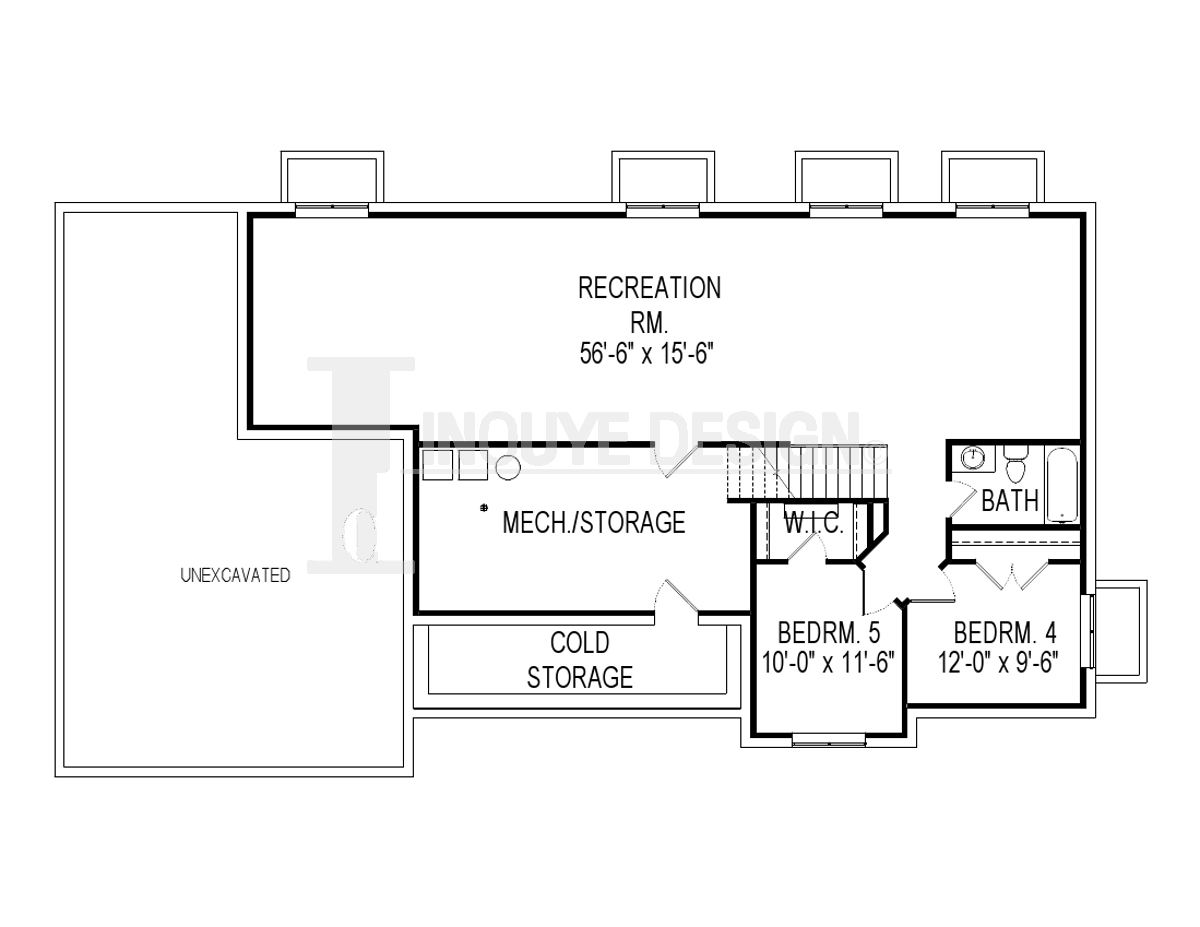 RECREATION
RM.
56'-6" x 15'-6"
INOUYE DESIGN©
Id
MECH./STORAGE
W.I.C.
BATH
UNEXCAVATED
COLD
STORAGE
BEDRM. 5
10'-0" x 11'-6"
BEDRM. 4
12'-0" x 9'-6"